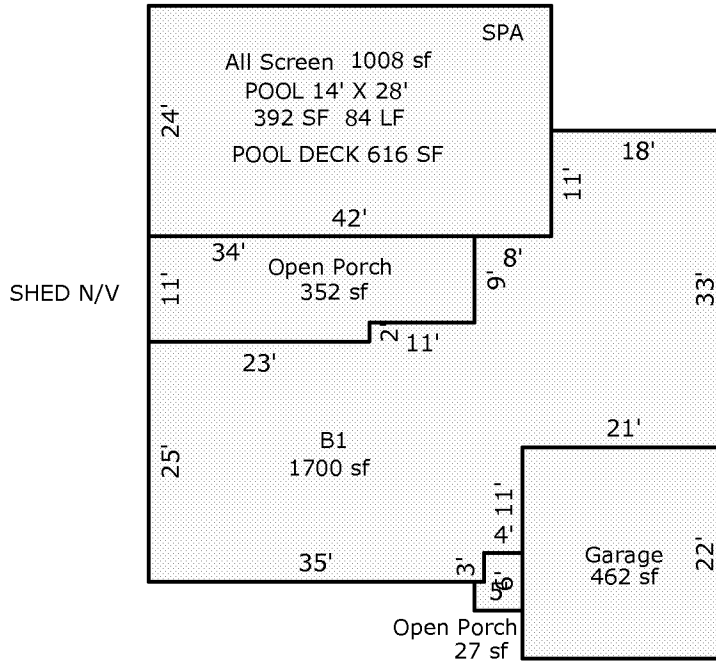 SPA
All Screen 1008 sf
POOL 14' X 28'
392 SF 84 LF
POOL DECK 616 SF
24'
42'
18'
11'
34'
8'
Open Porch
352 sf
11'
9'
SHED N/V
33'
2'
11'
23'
21'
B1
1700 sf
25'
11'
4'
35'
3'
6'
5'
Garage
462 sf
22'
Open Porch
27 sf